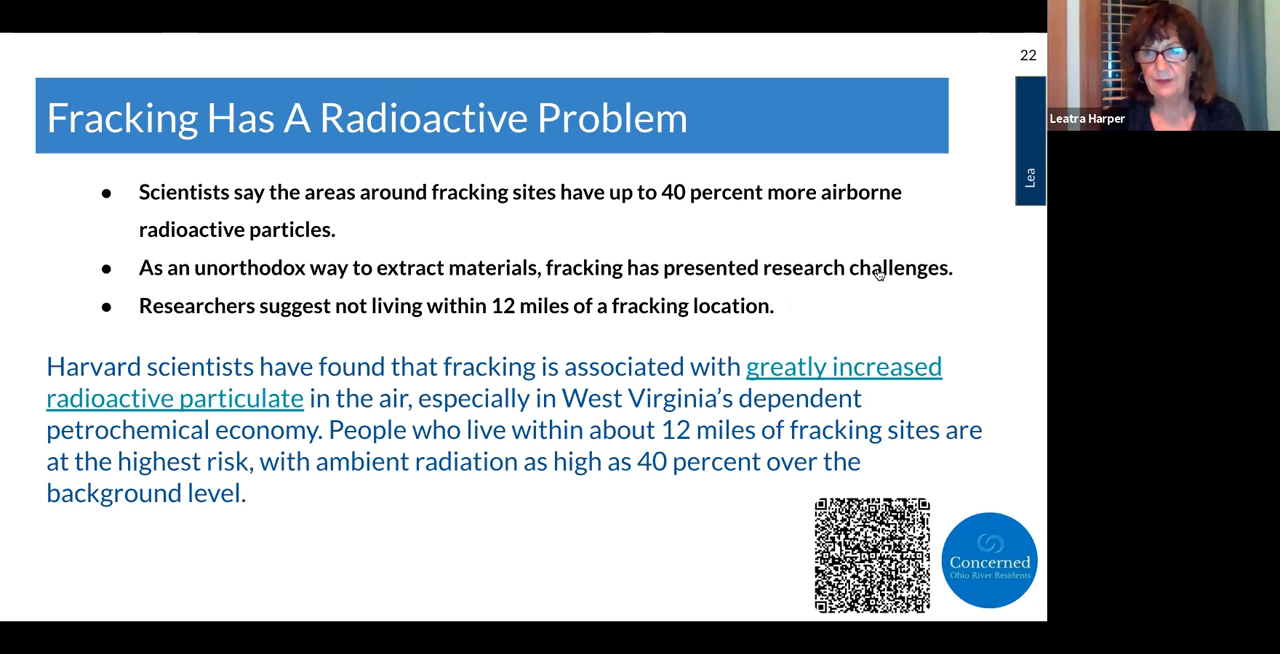 22
Fracking Has A Radioactive Problem
Leatra Harper
Lea
● Scientists say the areas around fracking sites have up to 40 percent more airborne
radioactive particles.
● As an unorthodox way to extract materials, fracking has presented research challenges.
● Researchers suggest not living within 12 miles of a fracking location.
Harvard scientists have found that fracking is associated with greatly increased
radioactive particulate in the air, especially in West Virginia’s dependent
petrochemical economy. People who live within about 12 miles of fracking sites are
at the highest risk, with ambient radiation as high as 40 percent over the
background level.
Concerned
Ohio River Residents